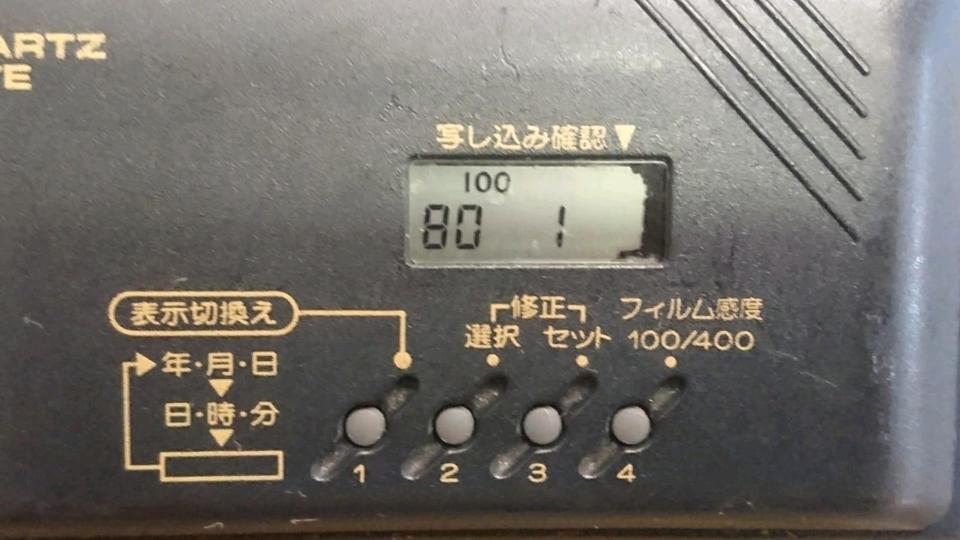 ARTZ
TE
写し込み確認▼
100
80 1
表示切換え
修正
フィルム感度
選択 セット 100/400
年・月・日
日・時・分
1 2 3 4